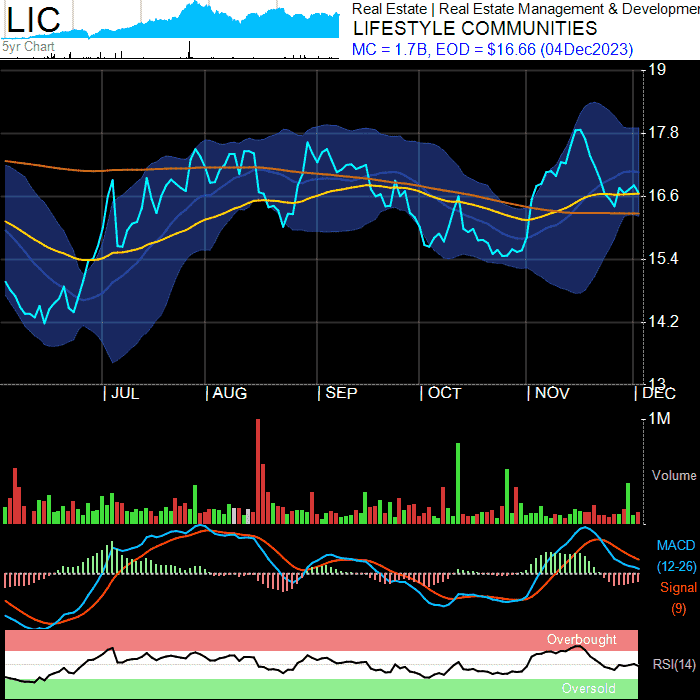 LIC
5yr Chart
Real Estate | Real Estate Management & Developmen
LIFESTYLE COMMUNITIES
MC = 1.7B, EOD = $16.66 (04Dec2023)
19
17.8
16.6
15.4
14.2
13
| JUL | AUG | SEP | OCT | NOV | DEC
1M
Volume
MACD
(12-26)
Signal
(9)
Overbought
RSI(14)
Oversold